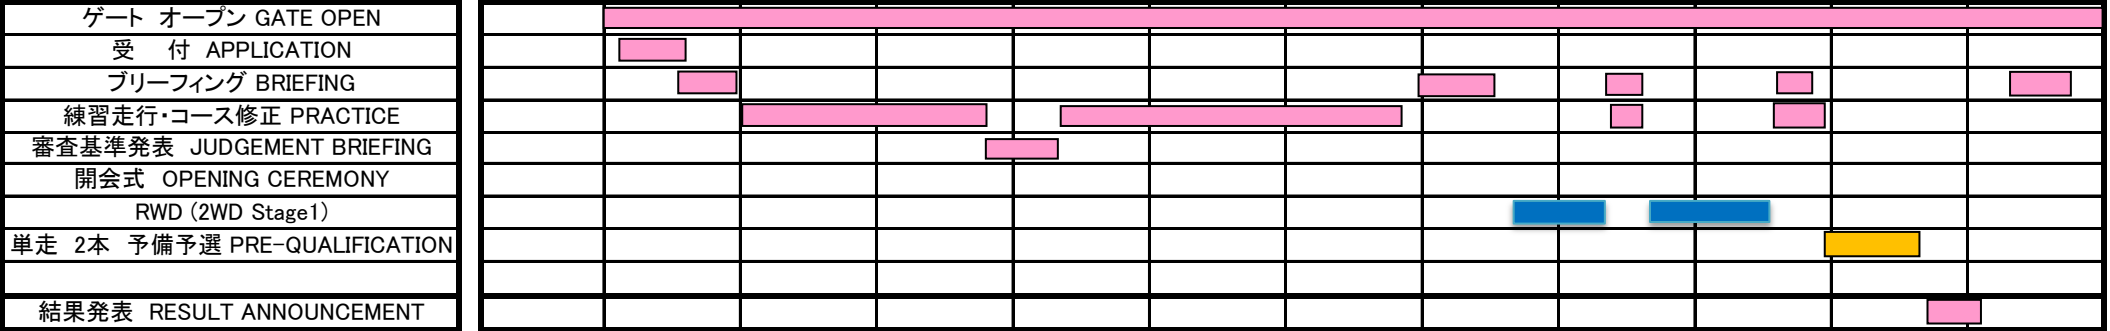 ゲート　オープン GATE OPEN
受　　付　APPLICATION
ブリーフィング BRIEFING
練習走行・コース修正 PRACTICE
審査基準発表　JUDGEMENT BRIEFING
開会式　OPENING CEREMONY
RWD (2WD Stage1)
単走　2本　予備予選 PRE-QUALIFICATION
結果発表　RESULT ANNOUNCEMENT